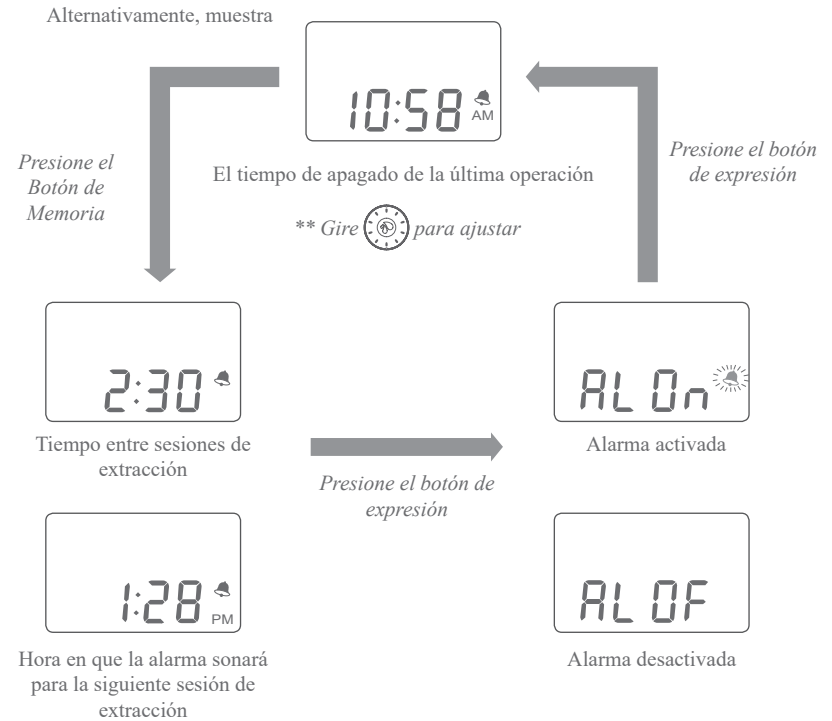 Alternativamente, muestra
10:58
AM
Presione el
Botón de
Memoria
El tiempo de apagado de la última operación
Presione el botón
de expresión
** Gire para ajustar
2:30
Tiempo entre sesiones de
extracción
Presione el botón de
expresión
AL On
Alarma activada
1:28
PM
Hora en que la alarma sonará
para la siguiente sesión de
extracción
AL OF
Alarma desactivada